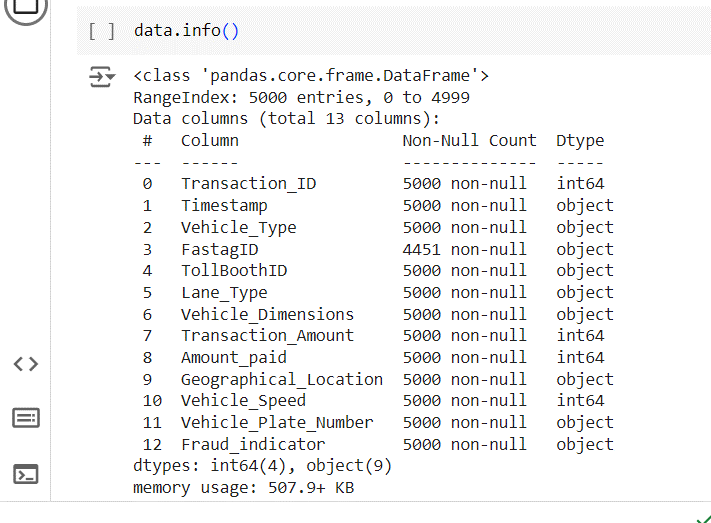 [ ] data.info()
<class 'pandas.core.frame.DataFrame'>
RangeIndex: 5000 entries, 0 to 4999
Data columns (total 13 columns):
 #   Column                 Non-Null Count  Dtype
---  ------                 --------------  -----
 0   Transaction_ID         5000 non-null   int64
 1   Timestamp              5000 non-null   object
 2   Vehicle_Type           5000 non-null   object
 3   FastagID               4451 non-null   object
 4   TollBoothID            5000 non-null   object
 5   Lane_Type              5000 non-null   object
 6   Vehicle_Dimensions     5000 non-null   object
 7   Transaction_Amount     5000 non-null   int64
 8   Amount_paid            5000 non-null   int64
 9   Geographical_Location  5000 non-null   object
 10  Vehicle_Speed          5000 non-null   int64
 11  Vehicle_Plate_Number   5000 non-null   object
 12  Fraud_indicator        5000 non-null   object
dtypes: int64(4), object(9)
memory usage: 507.9+ KB